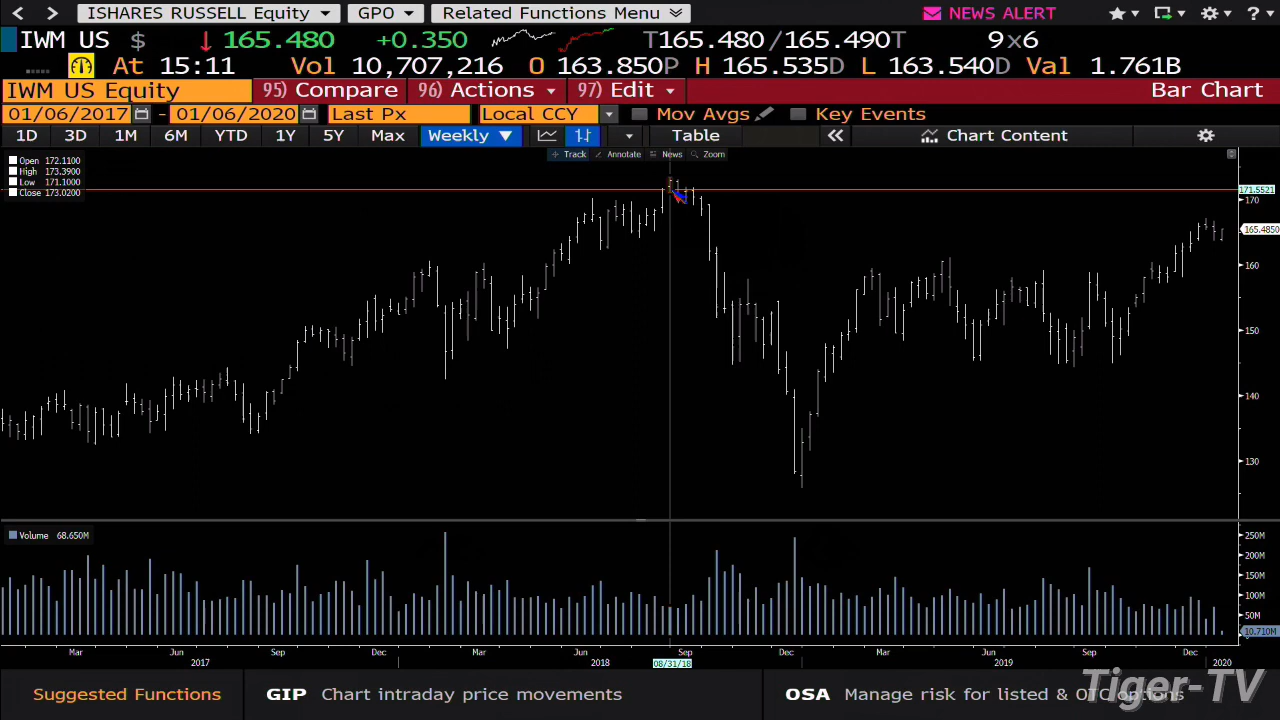 ISHARES RUSSELL Equity GPO Related Functions Menu NEWS ALERT ?
IWM US $ 165.480 +0.350 T165.480/165.490T 9x6
At 15:11 Vol 10,707,216 O 163.850P H 165.535D L 163.540D Val 1.761B
IWM US Equity 95) Compare 96) Actions 97) Edit Bar Chart
01/06/2017 - 01/06/2020 Last Px Local CCY Mov Avgs Key Events
1D 3D 1M 6M YTD 1Y 5Y Max Weekly Table Chart Content
Track Annotate News Zoom
Open 172.1100
High 173.3900
Low 171.1000
Close 173.0200
171.5521
170
165.4850
160
150
140
130
Volume 68.650M
250M
200M
150M
100M
50M
10.710M
Mar Jun Sep Dec Mar Jun Sep Dec Mar Jun Sep Dec
2017 2018 08/31/18 2019 2020
Suggested Functions GIP Chart intraday price movements OSA Manage risk for listed & OTC options
Tiger-TV